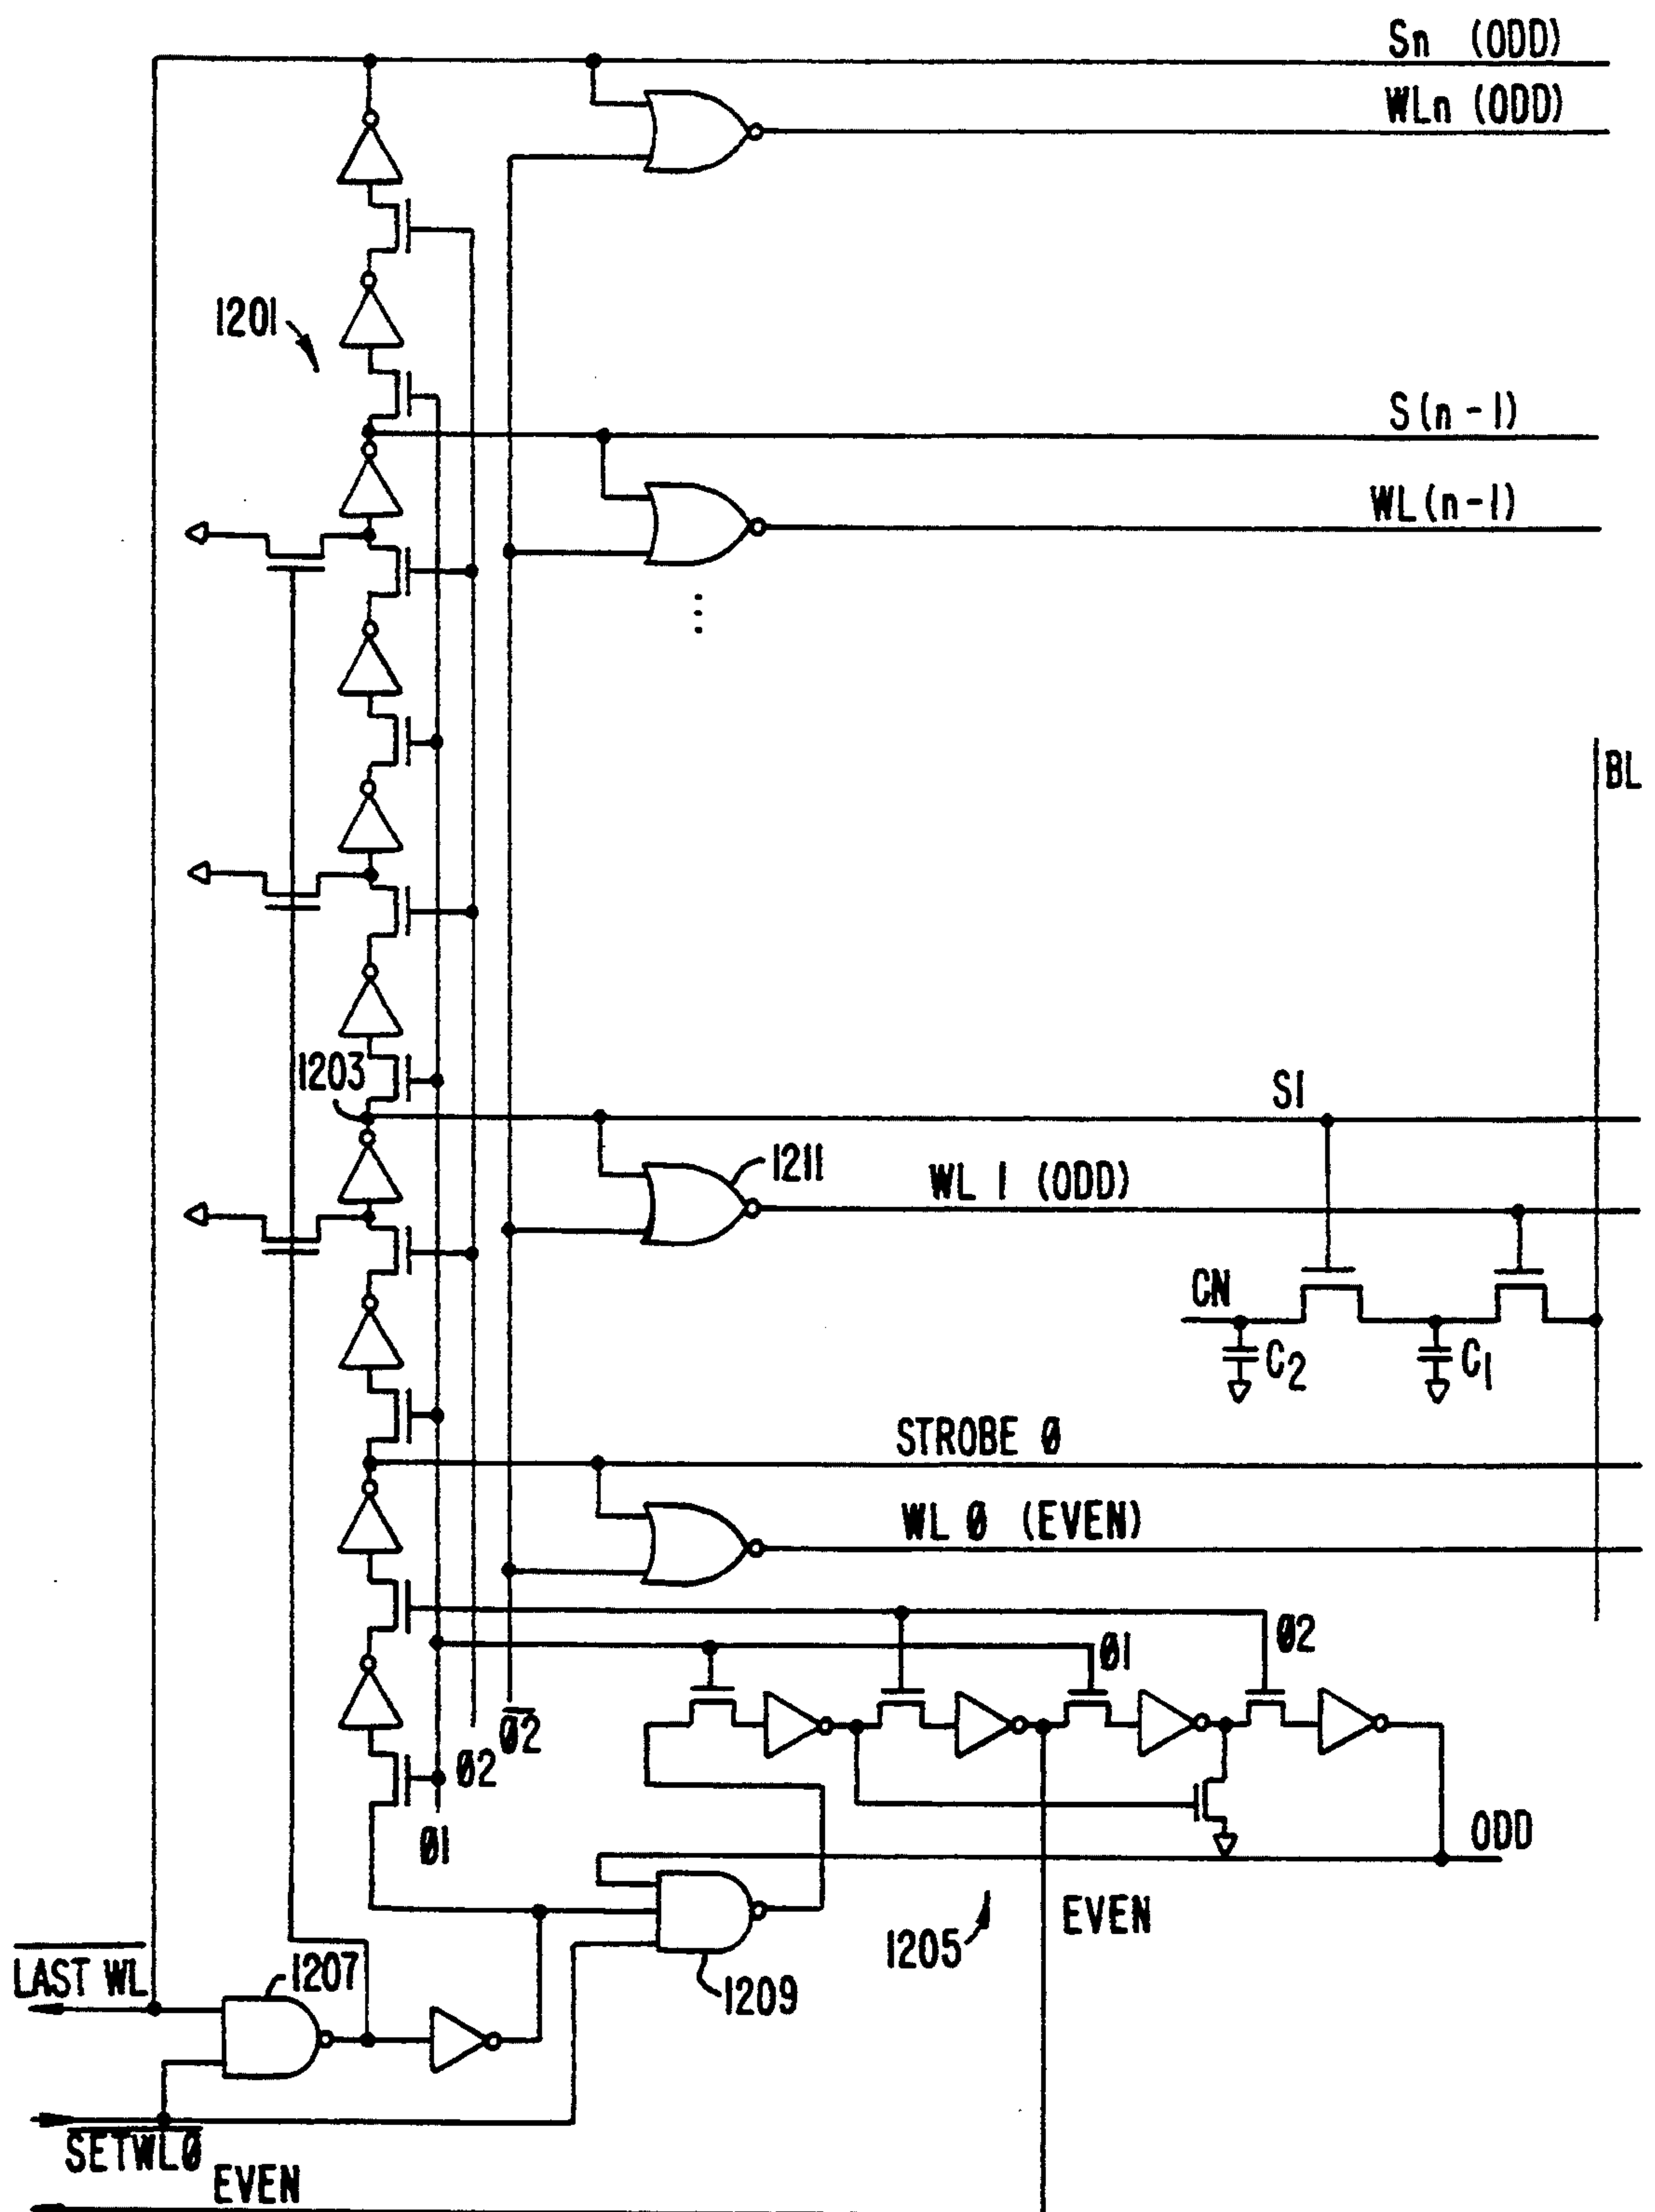 Sn (ODD)
WLn (ODD)
1201
S(n-1)
WL(n-1)
BL
1203
S1
1211
WL 1 (ODD)
CN
C2
C1
STROBE Ø
WL Ø (EVEN)
Ø1
Ø2
Ø2
Ø2
Ø1
ODD
EVEN
1205
LAST WL
1207
1209
SETWLØ
EVEN